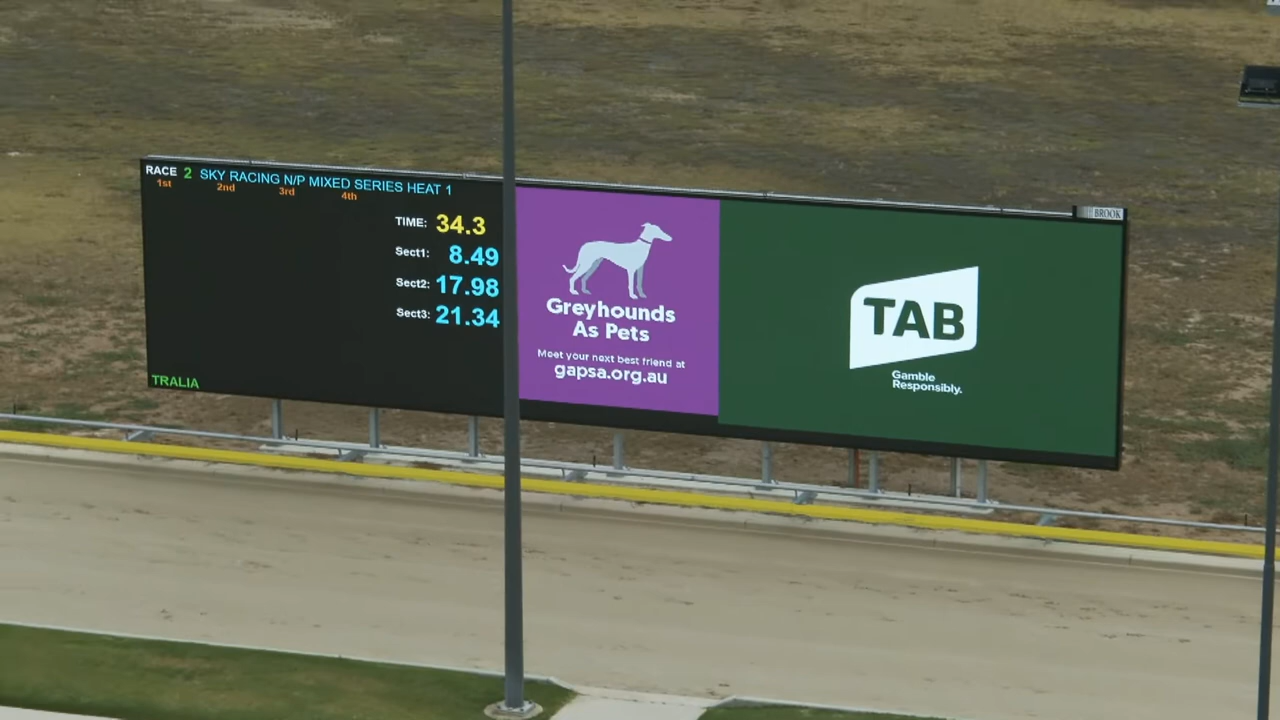 RACE 2 SKY RACING N/P MIXED SERIES HEAT 1
1st 2nd 3rd 4th
TIME: 34.3
Sect1: 8.49
Sect2: 17.98
Sect3: 21.34
TRALIA
Greyhounds
As Pets
Meet your next best friend at
gapsa.org.au
TAB
Gamble
Responsibly.
BROOK